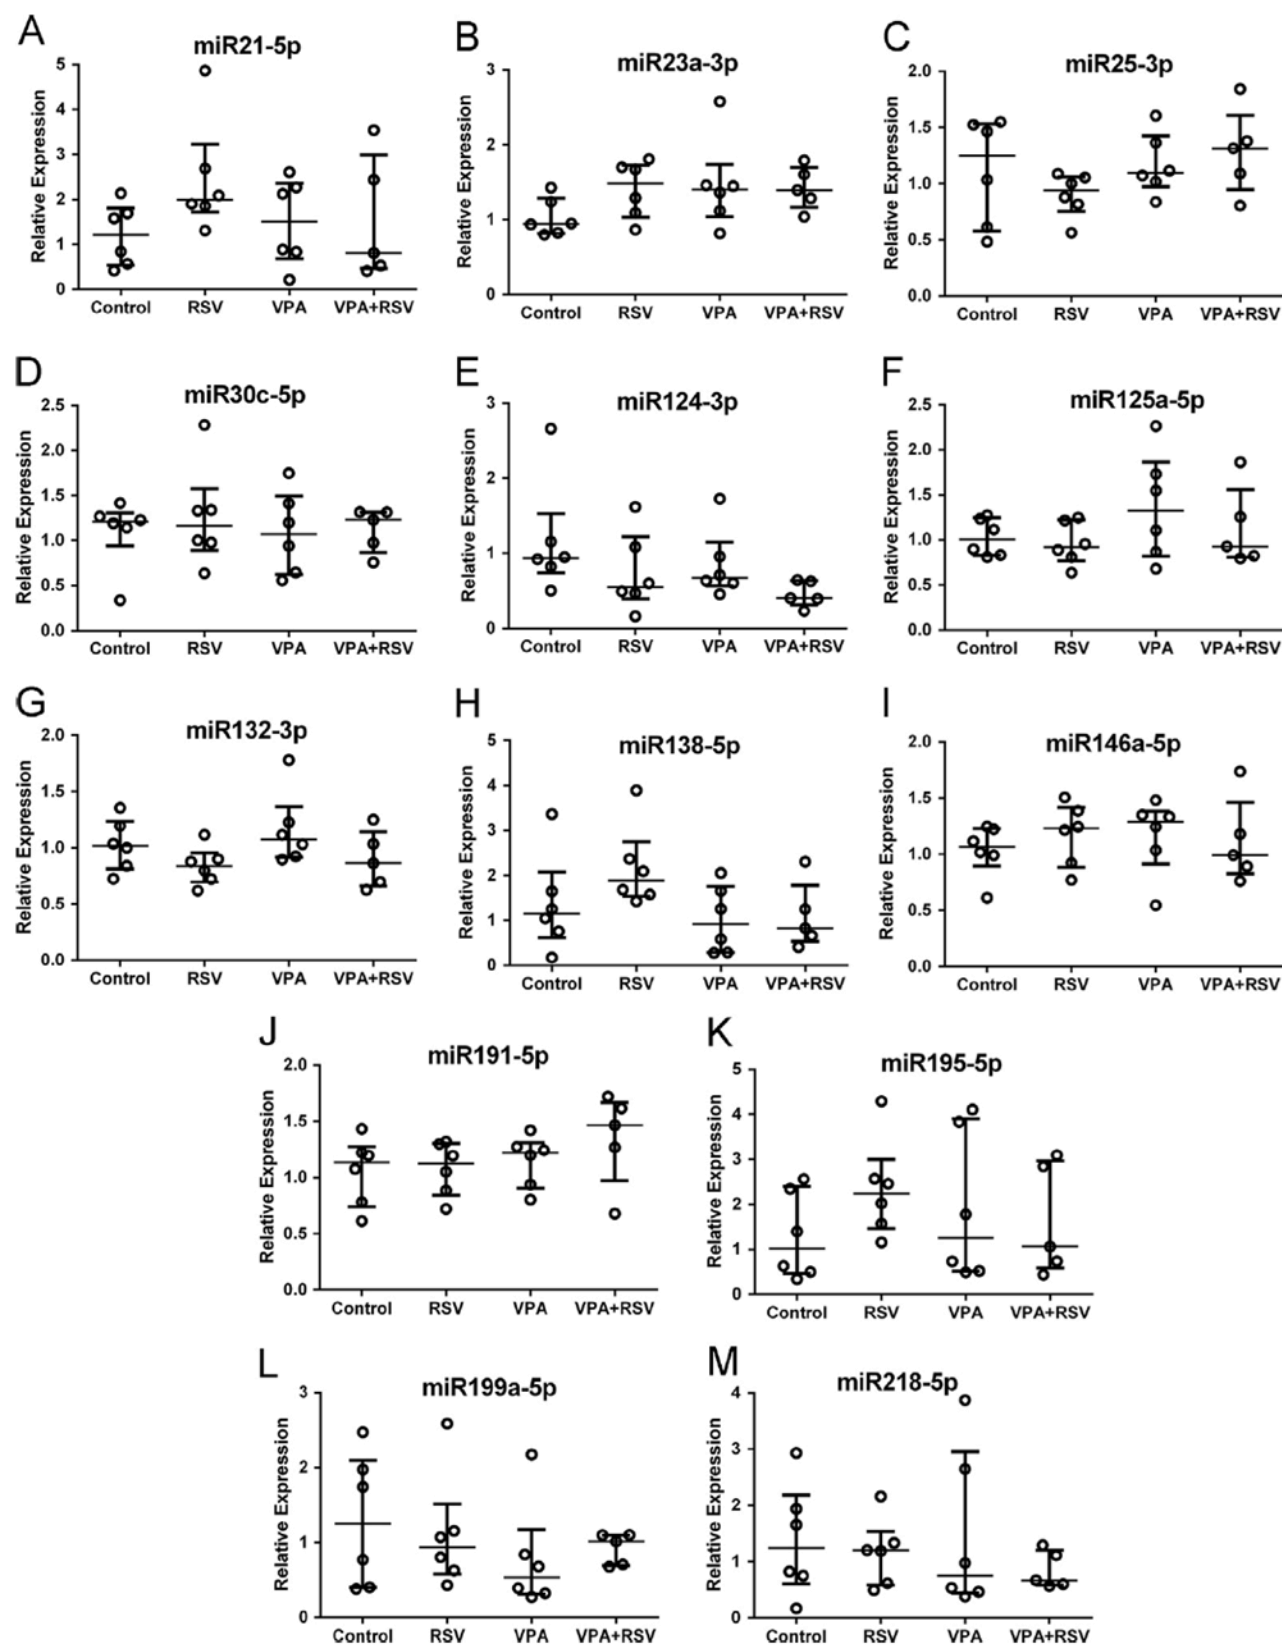 A
miR21-5p
Relative Expression
5
4
3
2
1
0
Control RSV VPA VPA+RSV
B
miR23a-3p
Relative Expression
3
2
1
0
Control RSV VPA VPA+RSV
C
miR25-3p
Relative Expression
2.0
1.5
1.0
0.5
0.0
Control RSV VPA VPA+RSV
D
miR30c-5p
Relative Expression
2.5
2.0
1.5
1.0
0.5
0.0
Control RSV VPA VPA+RSV
E
miR124-3p
Relative Expression
3
2
1
0
Control RSV VPA VPA+RSV
F
miR125a-5p
Relative Expression
2.5
2.0
1.5
1.0
0.5
0.0
Control RSV VPA VPA+RSV
G
miR132-3p
Relative Expression
2.0
1.5
1.0
0.5
0.0
Control RSV VPA VPA+RSV
H
miR138-5p
Relative Expression
5
4
3
2
1
0
Control RSV VPA VPA+RSV
I
miR146a-5p
Relative Expression
2.0
1.5
1.0
0.5
0.0
Control RSV VPA VPA+RSV
J
miR191-5p
Relative Expression
2.0
1.5
1.0
0.5
0.0
Control RSV VPA VPA+RSV
K
miR195-5p
Relative Expression
5
4
3
2
1
0
Control RSV VPA VPA+RSV
L
miR199a-5p
Relative Expression
3
2
1
0
Control RSV VPA VPA+RSV
M
miR218-5p
Relative Expression
4
3
2
1
0
Control RSV VPA VPA+RSV